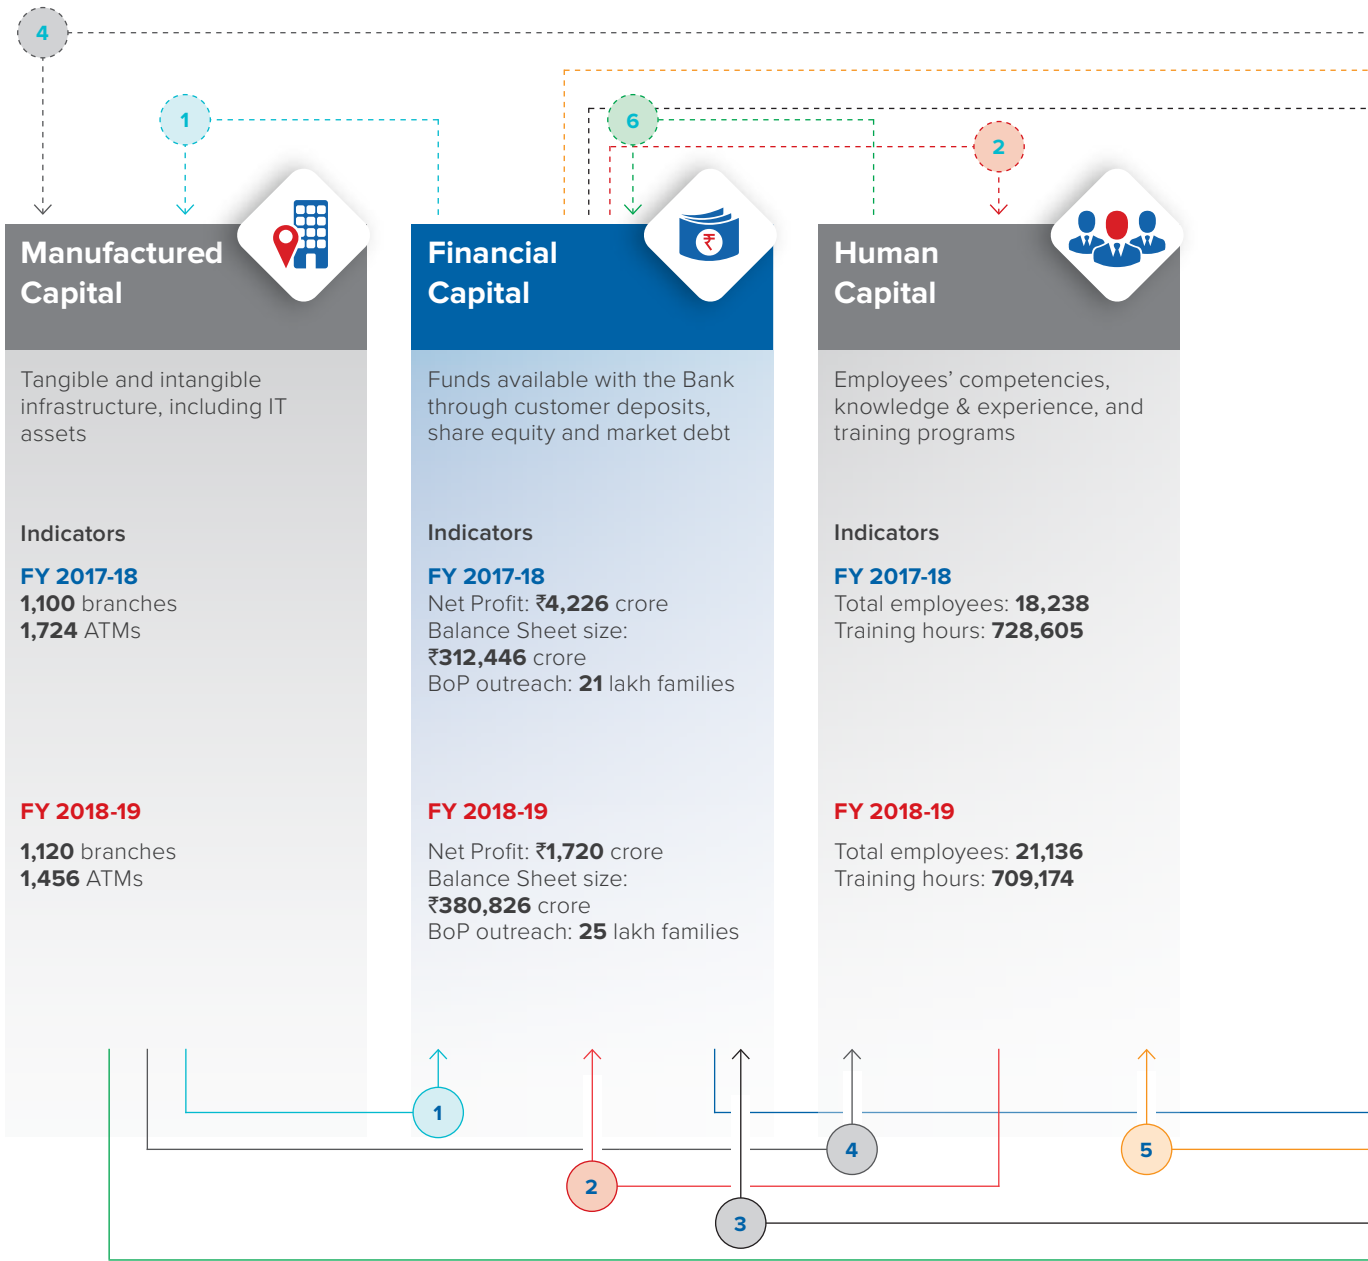 4
1
6
2
Manufactured
Capital
Tangible and intangible
infrastructure, including IT
assets
Indicators
FY 2017-18
1,100 branches
1,724 ATMs
FY 2018-19
1,120 branches
1,456 ATMs
₹
Financial
Capital
Funds available with the Bank
through customer deposits,
share equity and market debt
Indicators
FY 2017-18
Net Profit: ₹4,226 crore
Balance Sheet size:
₹312,446 crore
BoP outreach: 21 lakh families
FY 2018-19
Net Profit: ₹1,720 crore
Balance Sheet size:
₹380,826 crore
BoP outreach: 25 lakh families
Human
Capital
Employees’ competencies,
knowledge & experience, and
training programs
Indicators
FY 2017-18
Total employees: 18,238
Training hours: 728,605
FY 2018-19
Total employees: 21,136
Training hours: 709,174
1
4
5
2
3